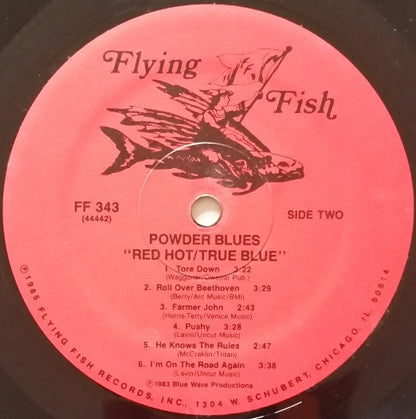 Flying
Fish
FF 343
(44442)
SIDE TWO
POWDER BLUES
"RED HOT/TRUE BLUE"
1. Tore Down 3:22
2. Roll Over Beethoven 3:29
(Berry/Arc Music/BMI)
3. Farmer John 2:43
(Harris-Terry/Venice Music)
4. Pushy 3:28
(Lavin/Uncut Music)
5. He Knows The Rules 2:47
(McCraklin/Tritan)
6. I'm On The Road Again 3:38
(Lavin/Uncut Music)
℗1983 Blue Wave Productions
℗1985 FLYING FISH RECORDS, INC., 1304 W. SCHUBERT, CHICAGO, IL. 60614